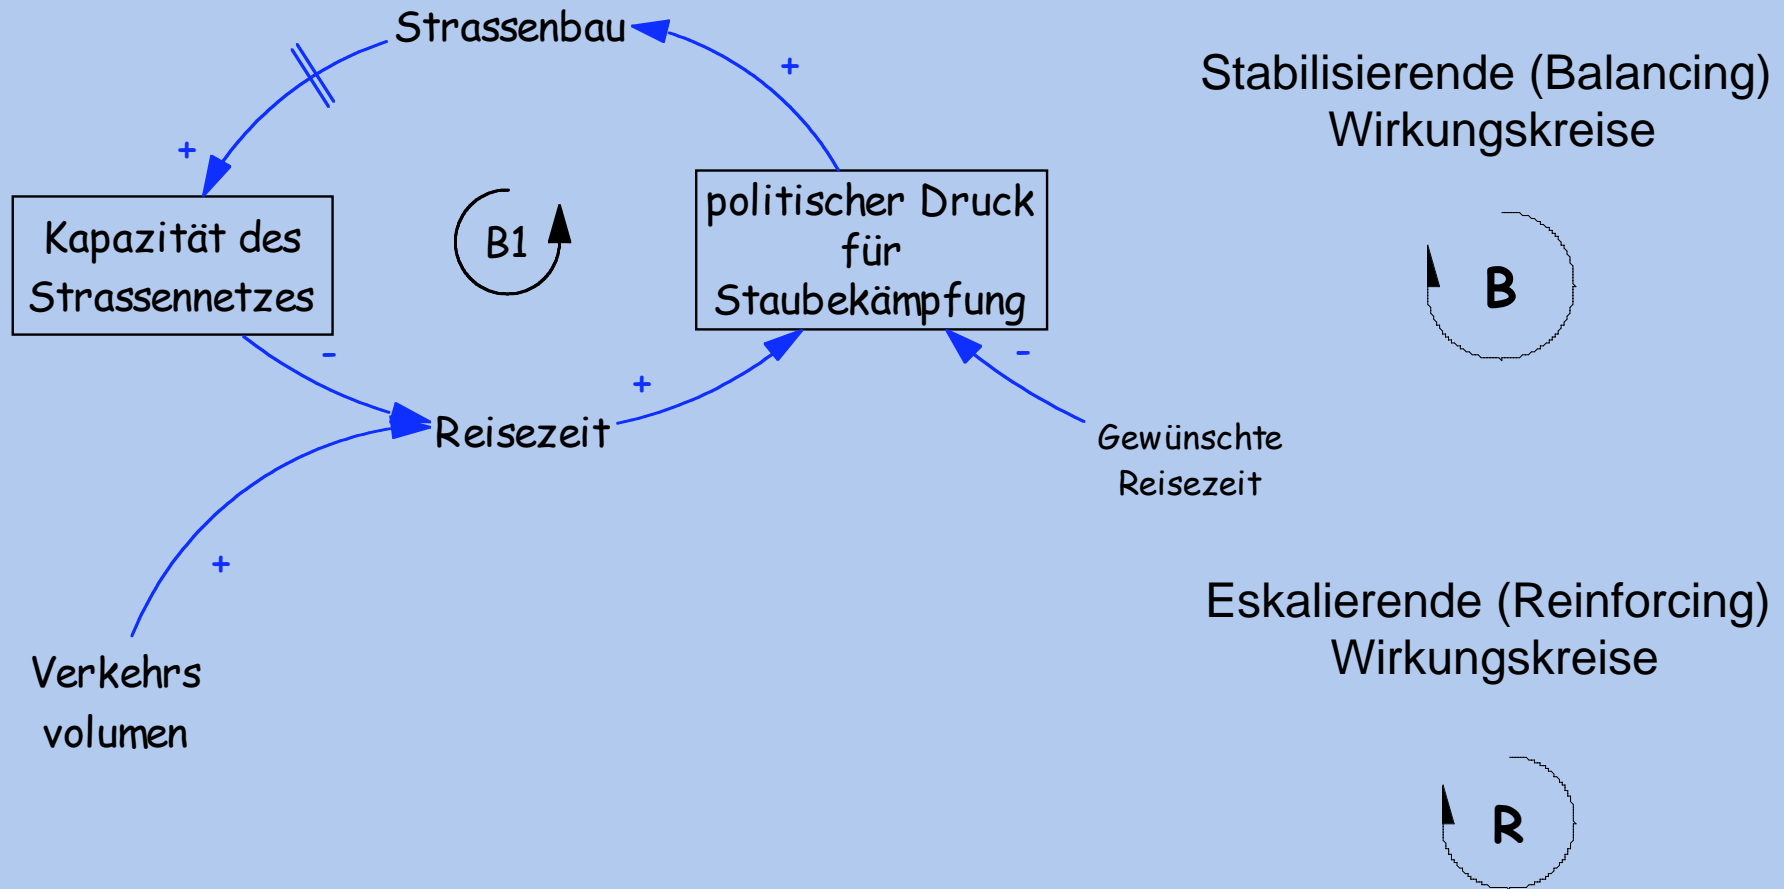 Strassenbau
+
+
Kapazität des
Strassennetzes
B1
politischer Druck
für
Staubekämpfung
-
+
-
Reisezeit
Gewünschte
Reisezeit
+
Verkehrs
volumen
Stabilisierende (Balancing)
Wirkungskreise
B
Eskalierende (Reinforcing)
Wirkungskreise
R